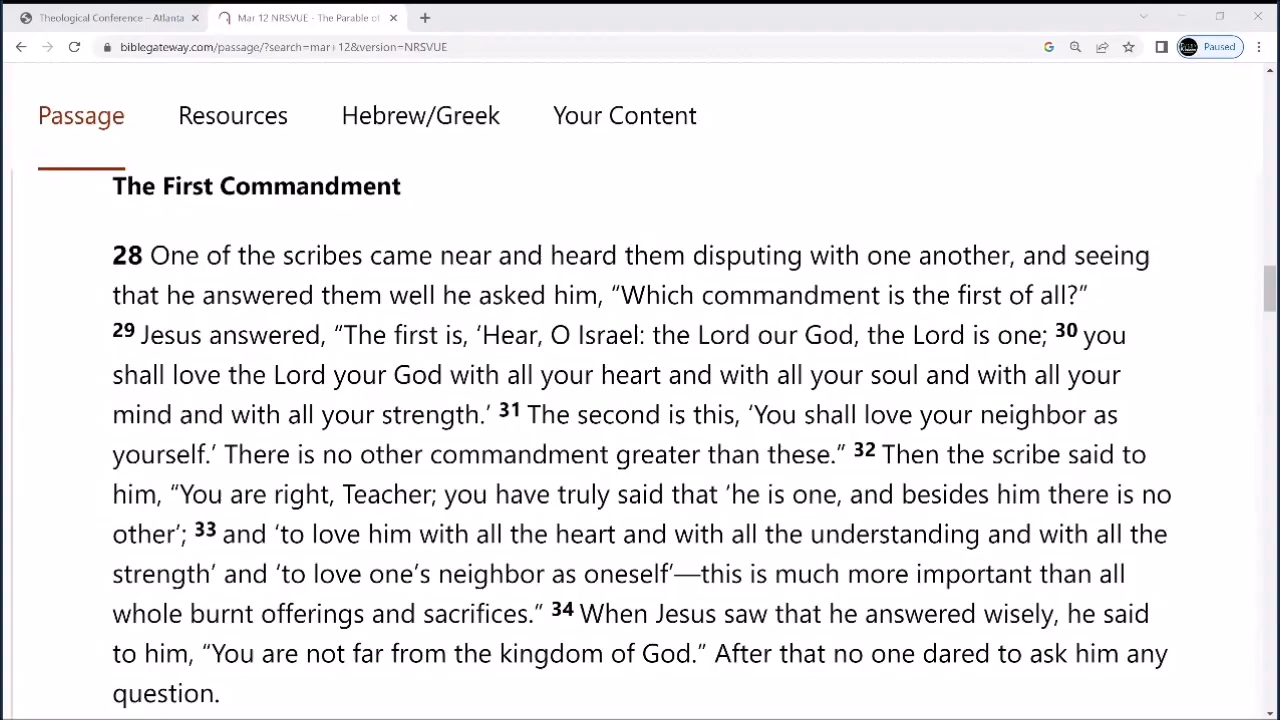 Theological Conference – Atlanta
Mar 12 NRSVUE - The Parable of
biblegateway.com/passage/?search=mar+12&version=NRSVUE
Paused
Passage Resources Hebrew/Greek Your Content
The First Commandment
28 One of the scribes came near and heard them disputing with one another, and seeing
that he answered them well he asked him, “Which commandment is the first of all?”
29 Jesus answered, “The first is, ‘Hear, O Israel: the Lord our God, the Lord is one; 30 you
shall love the Lord your God with all your heart and with all your soul and with all your
mind and with all your strength.’ 31 The second is this, ‘You shall love your neighbor as
yourself.’ There is no other commandment greater than these.” 32 Then the scribe said to
him, “You are right, Teacher; you have truly said that ‘he is one, and besides him there is no
other’; 33 and ‘to love him with all the heart and with all the understanding and with all the
strength’ and ‘to love one’s neighbor as oneself’—this is much more important than all
whole burnt offerings and sacrifices.” 34 When Jesus saw that he answered wisely, he said
to him, “You are not far from the kingdom of God.” After that no one dared to ask him any
question.